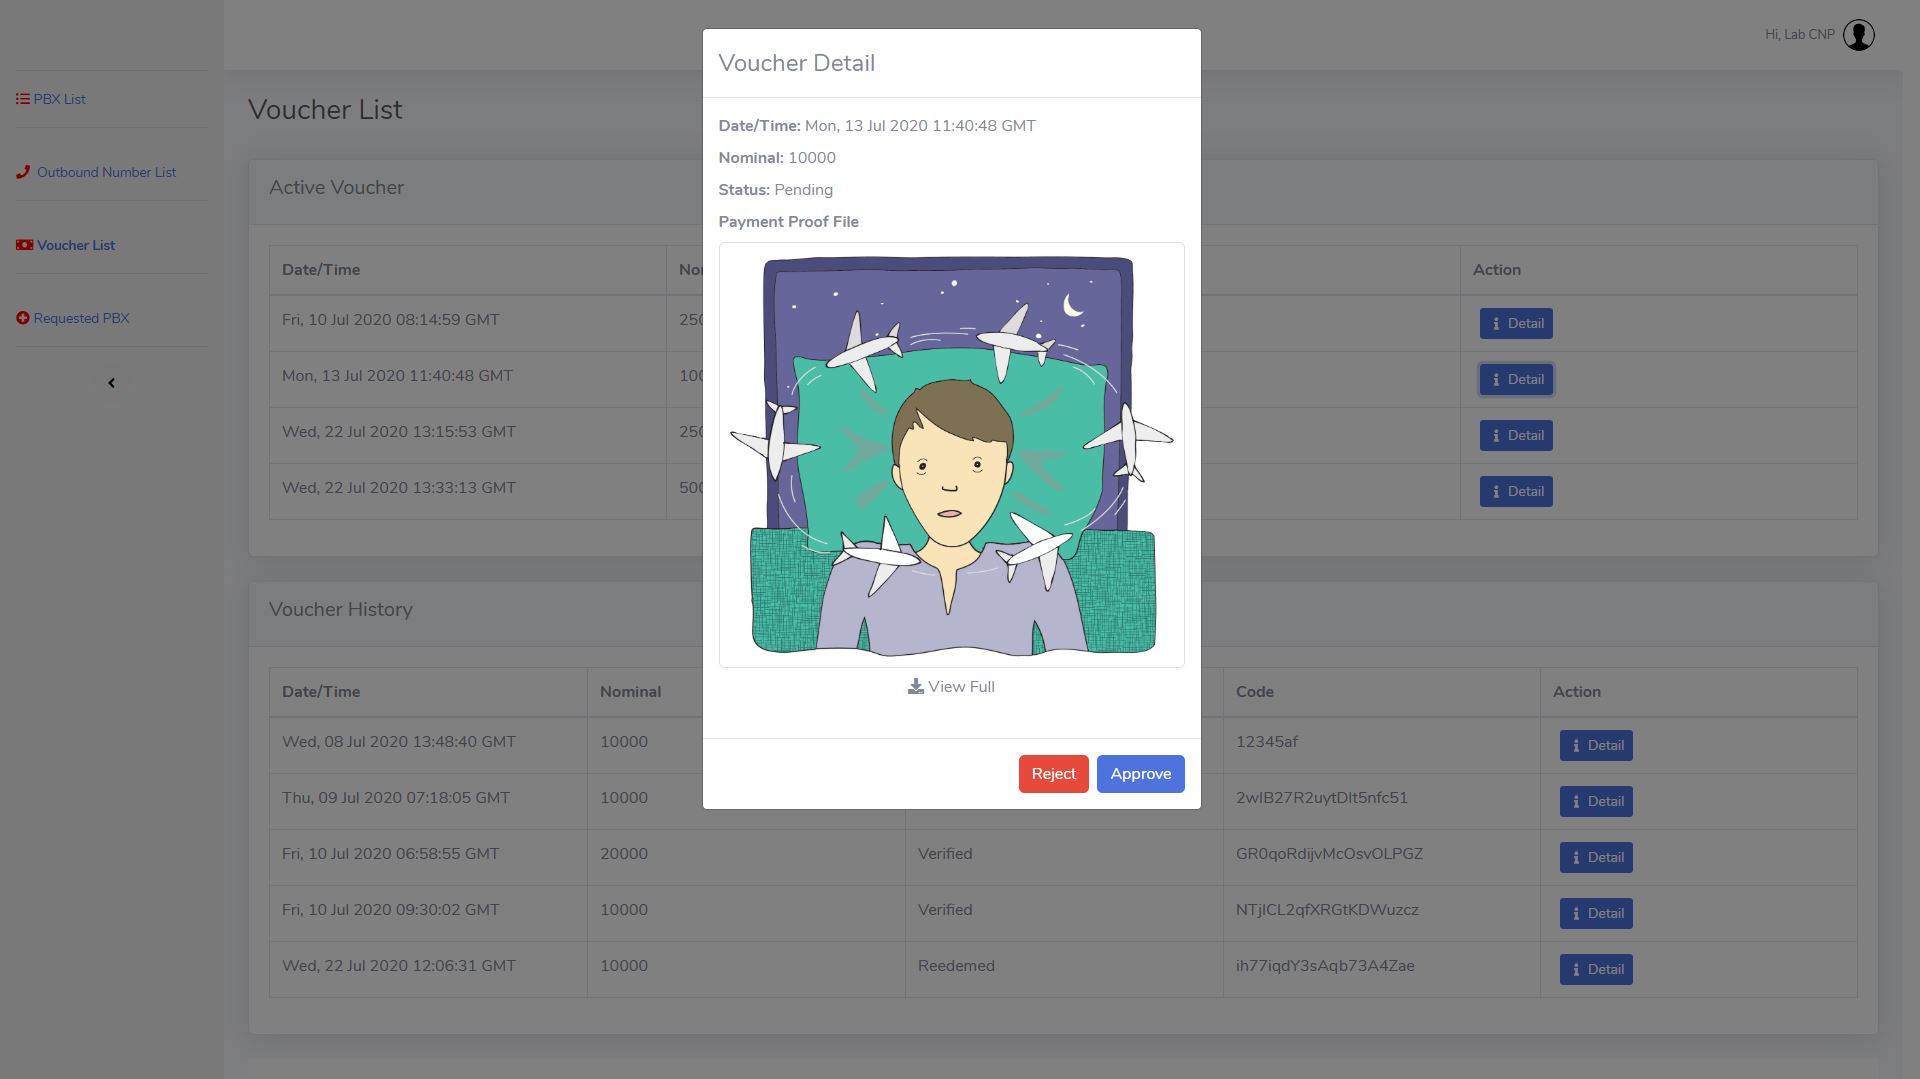 Hi, Lab CNP
PBX List
Outbound Number List
Voucher List
Requested PBX
Voucher List
Active Voucher
Date/Time
Action
Fri, 10 Jul 2020 08:14:59 GMT
Detail
Mon, 13 Jul 2020 11:40:48 GMT
Detail
Wed, 22 Jul 2020 13:15:53 GMT
Detail
Wed, 22 Jul 2020 13:33:13 GMT
Detail
Voucher Detail
Date/Time: Mon, 13 Jul 2020 11:40:48 GMT
Nominal: 10000
Status: Pending
Payment Proof File
View Full
Reject Approve
Voucher History
Date/Time Nominal Code Action
Wed, 08 Jul 2020 13:48:40 GMT 10000 12345af Detail
Thu, 09 Jul 2020 07:18:05 GMT 10000 Detail
Fri, 10 Jul 2020 06:58:55 GMT 20000 Verified GR0qoRdijvMcOsvOLPGZ Detail
Fri, 10 Jul 2020 09:30:02 GMT 10000 Verified Detail
Wed, 22 Jul 2020 12:06:31 GMT 10000 Reedemed ih77iqdY3sAqb73A4Zae Detail